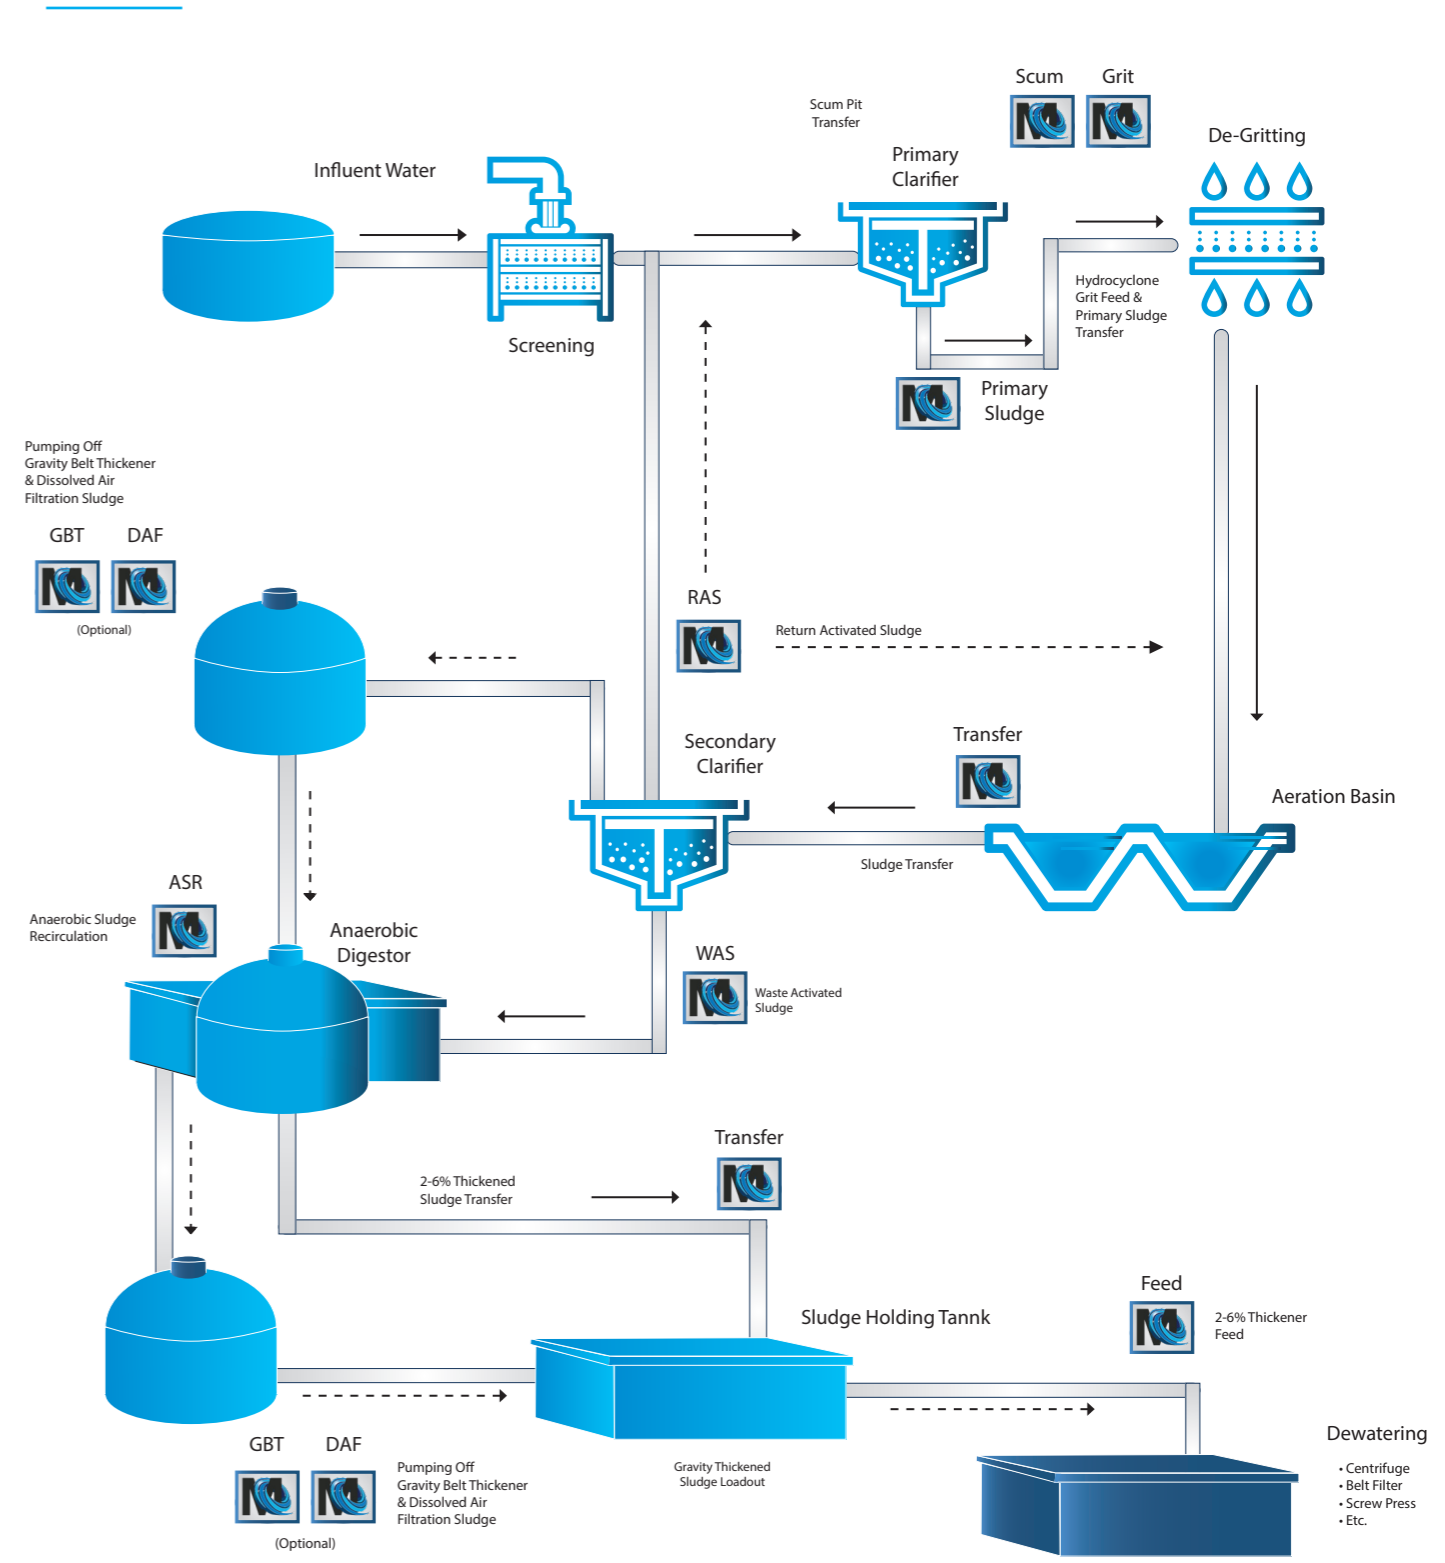 Scum
Grit
Scum Pit
Transfer
De-Gritting
Primary
Clarifier
Influent Water
Hydrocyclone
Grit Feed &
Primary Sludge
Transfer
Screening
Primary
Sludge
Pumping Off
Gravity Belt Thickener
& Dissolved Air
Filtration Sludge
GBT
DAF
(Optional)
RAS
Return Activated Sludge
Secondary
Clarifier
Transfer
Aeration Basin
Sludge Transfer
ASR
Anaerobic Sludge
Recirculation
Anaerobic
Digestor
WAS
Waste Activated
Sludge
Transfer
2-6% Thickened
Sludge Transfer
Feed
2-6% Thickener
Feed
Sludge Holding Tannk
Dewatering
• Centrifuge
• Belt Filter
• Screw Press
• Etc.
GBT
DAF
Pumping Off
Gravity Belt Thickener
& Dissolved Air
Filtration Sludge
(Optional)
Gravity Thickened
Sludge Loadout